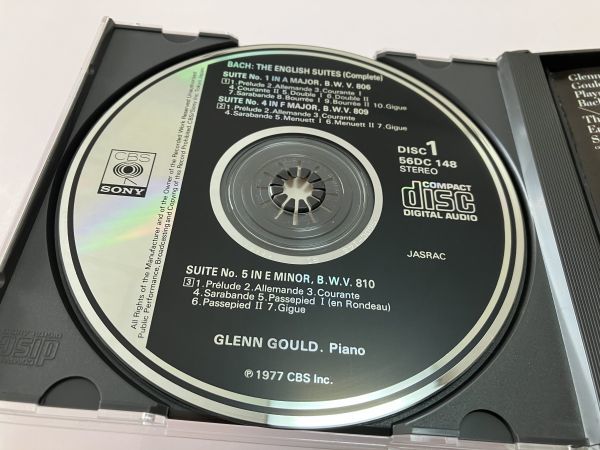 BACH: THE ENGLISH SUITES (Complete)
SUITE No. 1 IN A MAJOR, B.W.V. 806
1 1. Prélude 2. Allemande 3. Courante I
4. Courante II 5. Double I 6. Double II
7. Sarabande 8. Bourrée I 9. Bourrée II 10. Gigue
SUITE No. 4 IN F MAJOR, B.W.V. 809
2 1. Prélude 2. Allemande 3. Courante
4. Sarabande 5. Menuett I 6. Menuett II 7. Gigue
DISC 1
56DC 148
STEREO
COMPACT
disc
DIGITAL AUDIO
JASRAC
CBS
SONY
SUITE No. 5 IN E MINOR, B.W.V. 810
3 1. Prélude 2. Allemande 3. Courante
4. Sarabande 5. Passepied I (en Rondeau)
6. Passepied II 7. Gigue
GLENN GOULD. Piano
℗ 1977 CBS Inc.
All Rights of the Manufacturer and of the Owner of the Recorded Work Reserved Unauthorized
Public Performance, Broadcasting and Copying of this Record Prohibited
disc
Glenn
Gould
Plays
Bach